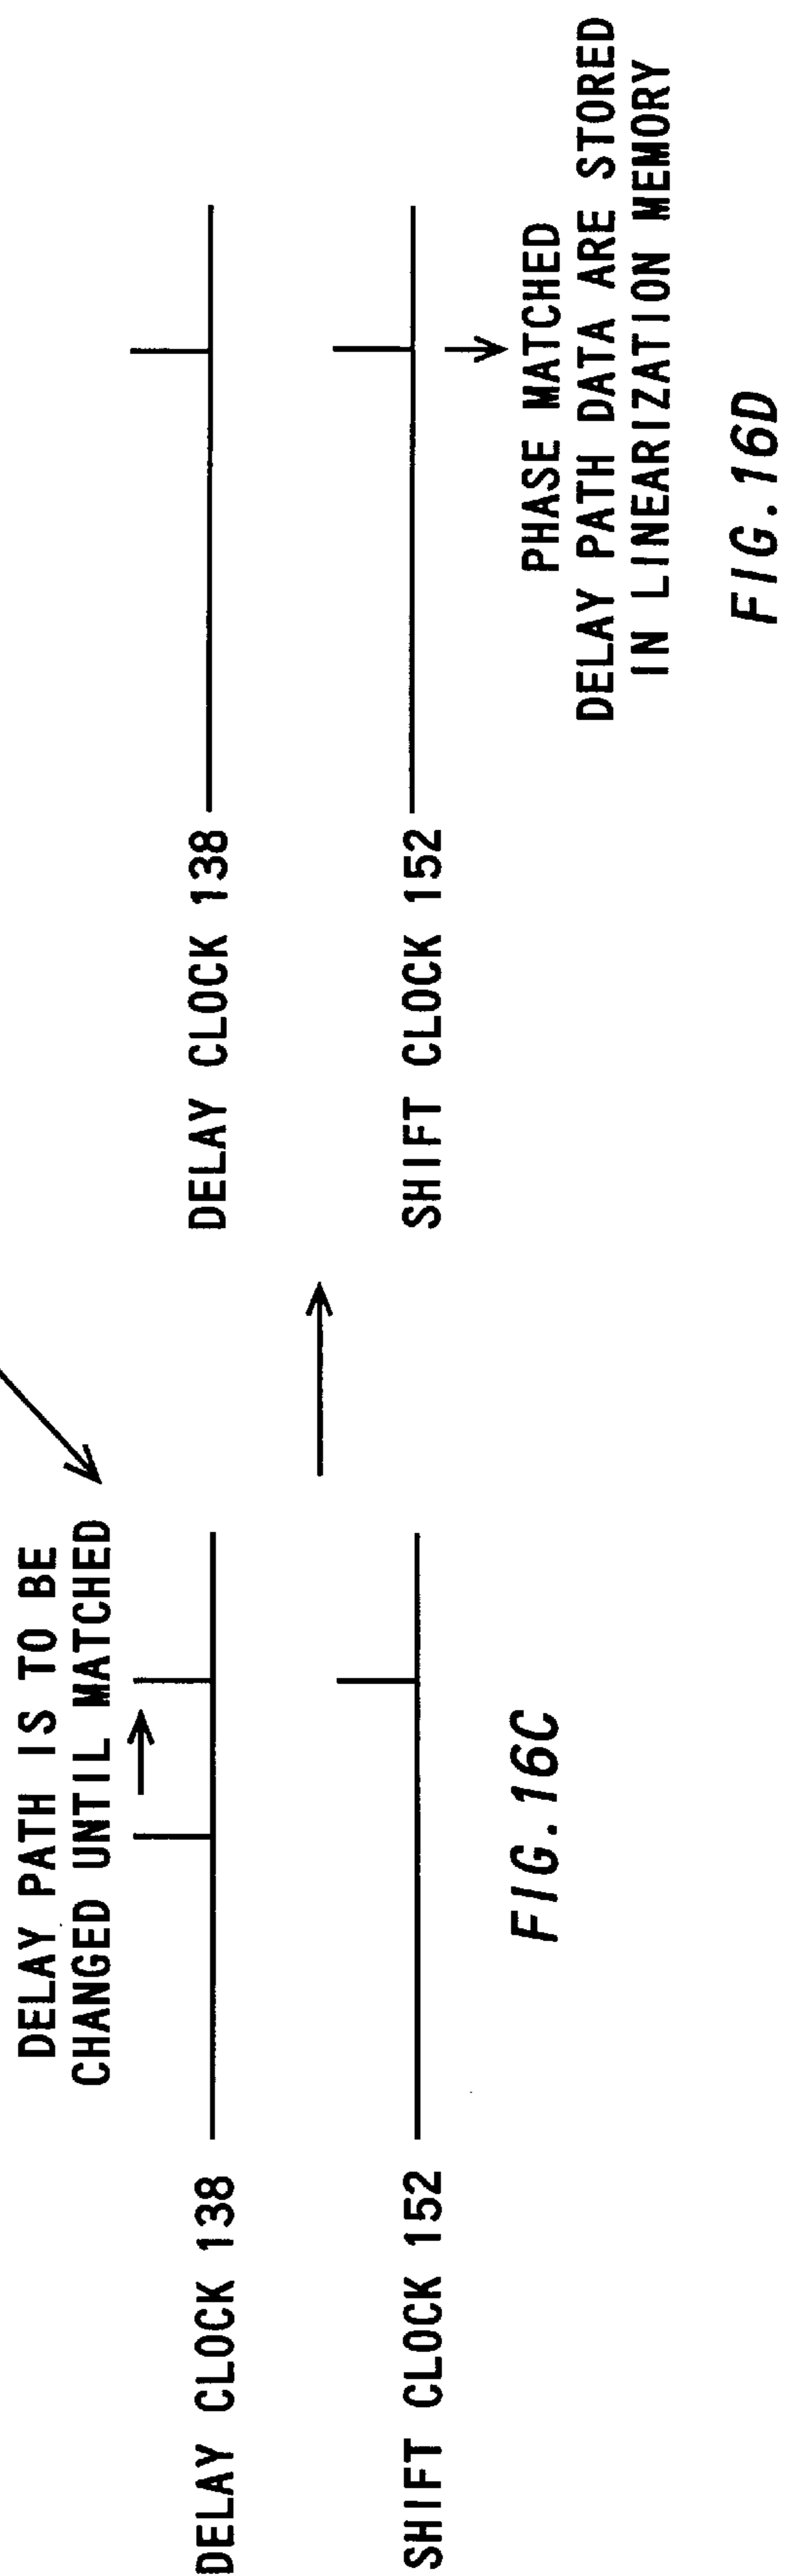 DELAY PATH IS TO BE
CHANGED UNTIL MATCHED
DELAY CLOCK 138
SHIFT CLOCK 152
FIG.16C
DELAY CLOCK 138
SHIFT CLOCK 152
PHASE MATCHED
DELAY PATH DATA ARE STORED
IN LINEARIZATION MEMORY
FIG.16D